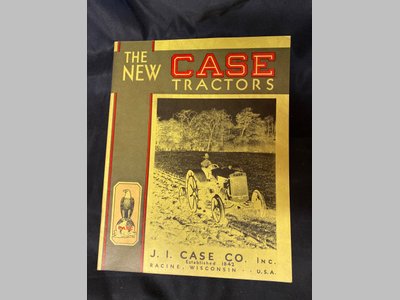 THE NEW CASE
TRACTORS
J. I. CASE CO. INC.
Established 1842
RACINE, WISCONSIN -- U.S.A.